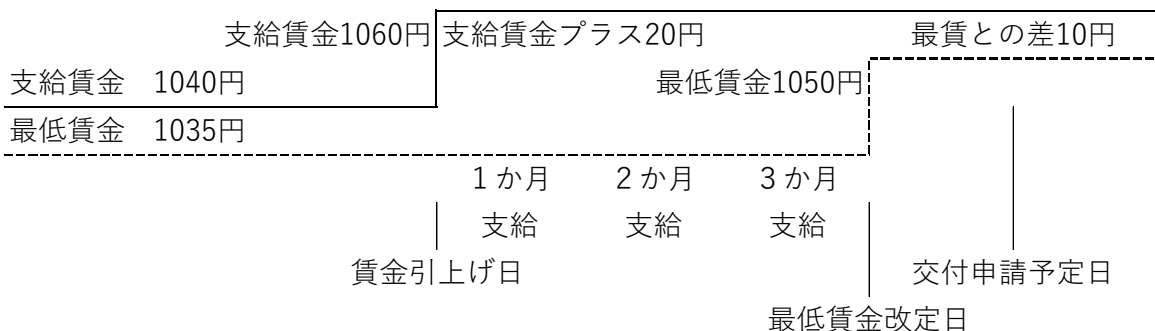 支給賃金1060円 支給賃金プラス20円 最賃との差10円
支給賃金 1040円 最低賃金1050円
最低賃金 1035円
1か月 2か月 3か月
支給 支給 支給
賃金引上げ日 交付申請予定日
最低賃金改定日